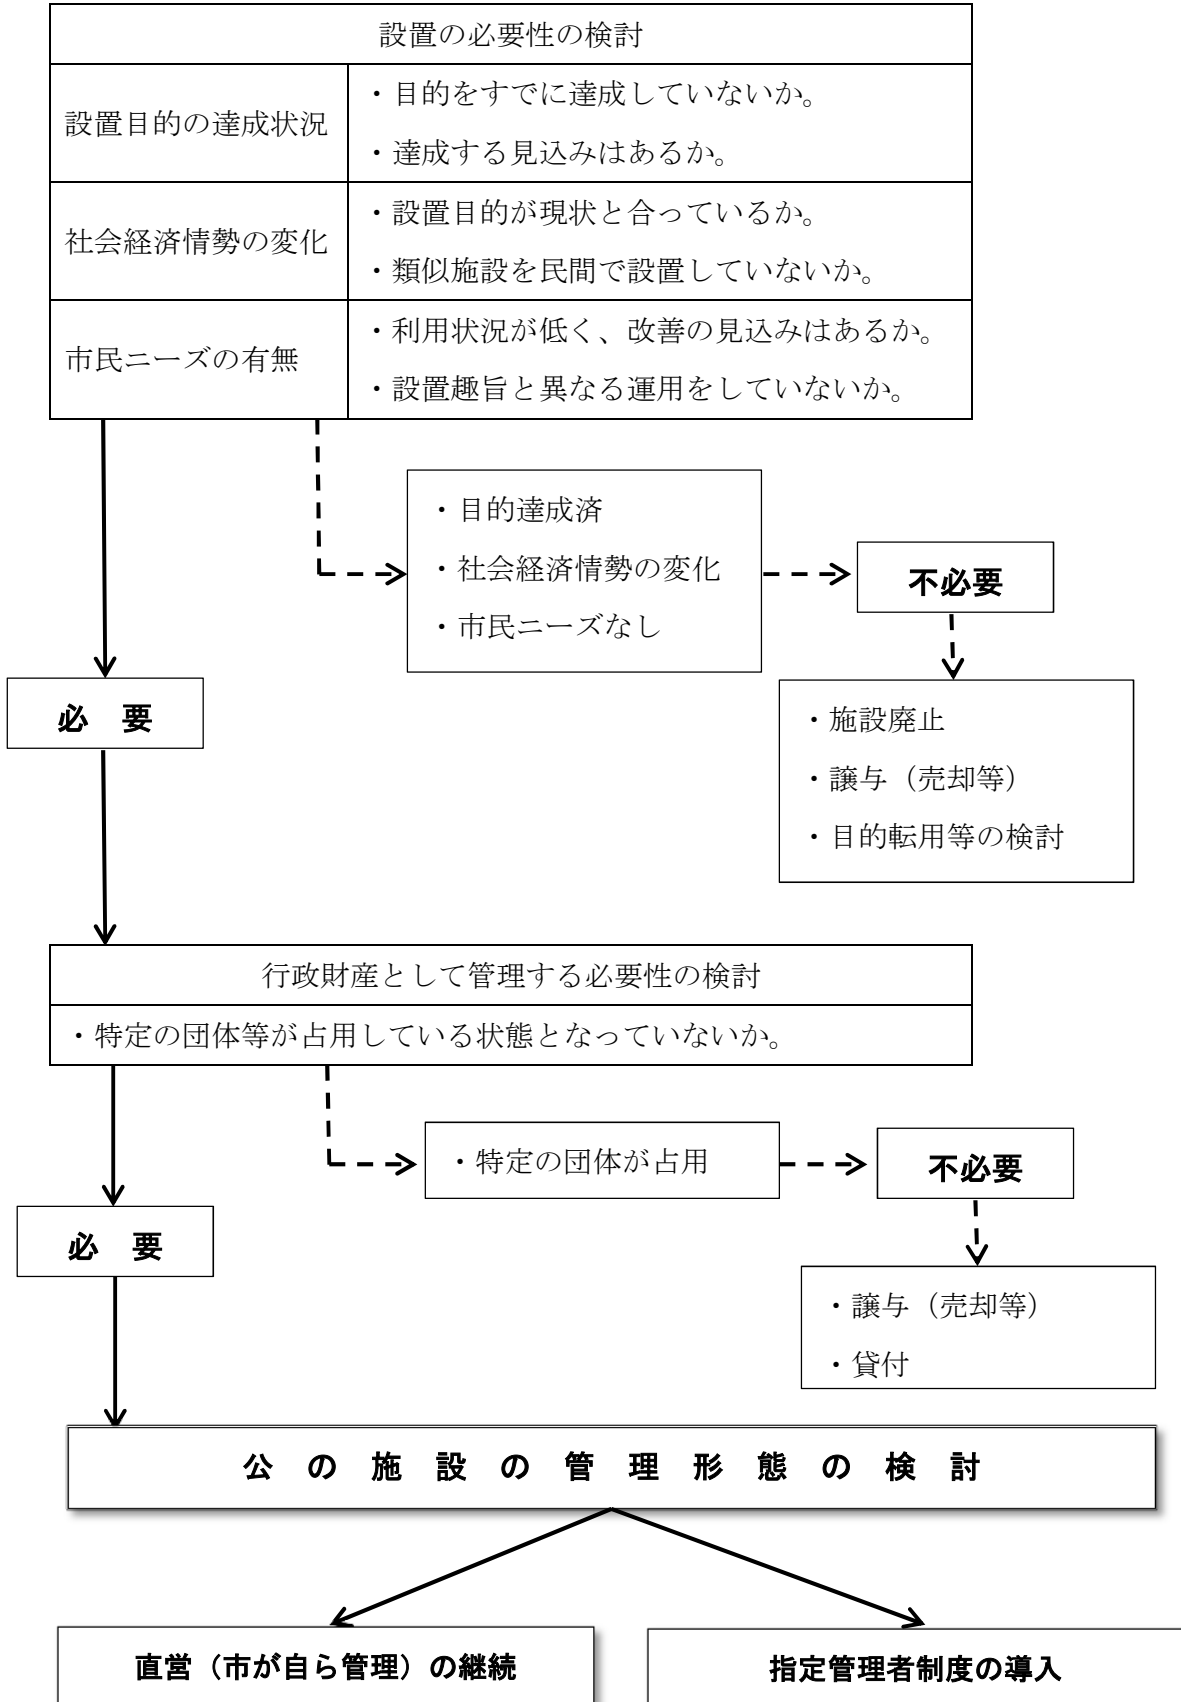 設置の必要性の検討
設置目的の達成状況
・目的をすでに達成していないか。
・達成する見込みはあるか。
社会経済情勢の変化
・設置目的が現状と合っているか。
・類似施設を民間で設置していないか。
市民ニーズの有無
・利用状況が低く、改善の見込みはあるか。
・設置趣旨と異なる運用をしていないか。
・目的達成済
・社会経済情勢の変化
・市民ニーズなし
不必要
・施設廃止
・譲与（売却等）
・目的転用等の検討
必　要
行政財産として管理する必要性の検討
・特定の団体等が占用している状態となっていないか。
・特定の団体が占用
不必要
・譲与（売却等）
・貸付
必　要
公　の　施　設　の　管　理　形　態　の　検　討
直営（市が自ら管理）の継続
指定管理者制度の導入